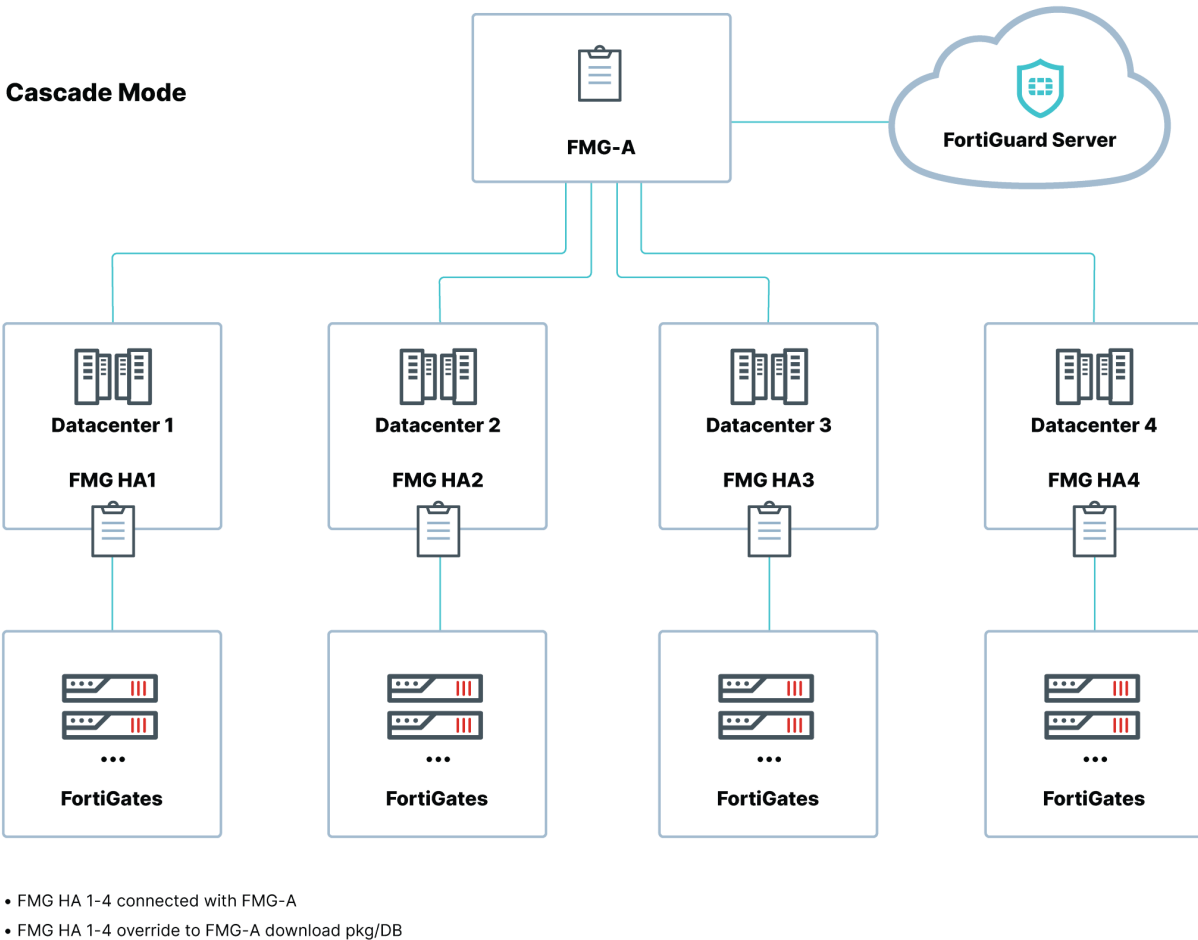 Cascade Mode
FMG-A
FortiGuard Server
Datacenter 1
Datacenter 2
Datacenter 3
Datacenter 4
FMG HA1
FMG HA2
FMG HA3
FMG HA4
...
...
...
...
FortiGates
FortiGates
FortiGates
FortiGates
• FMG HA 1-4 connected with FMG-A
• FMG HA 1-4 override to FMG-A download pkg/DB